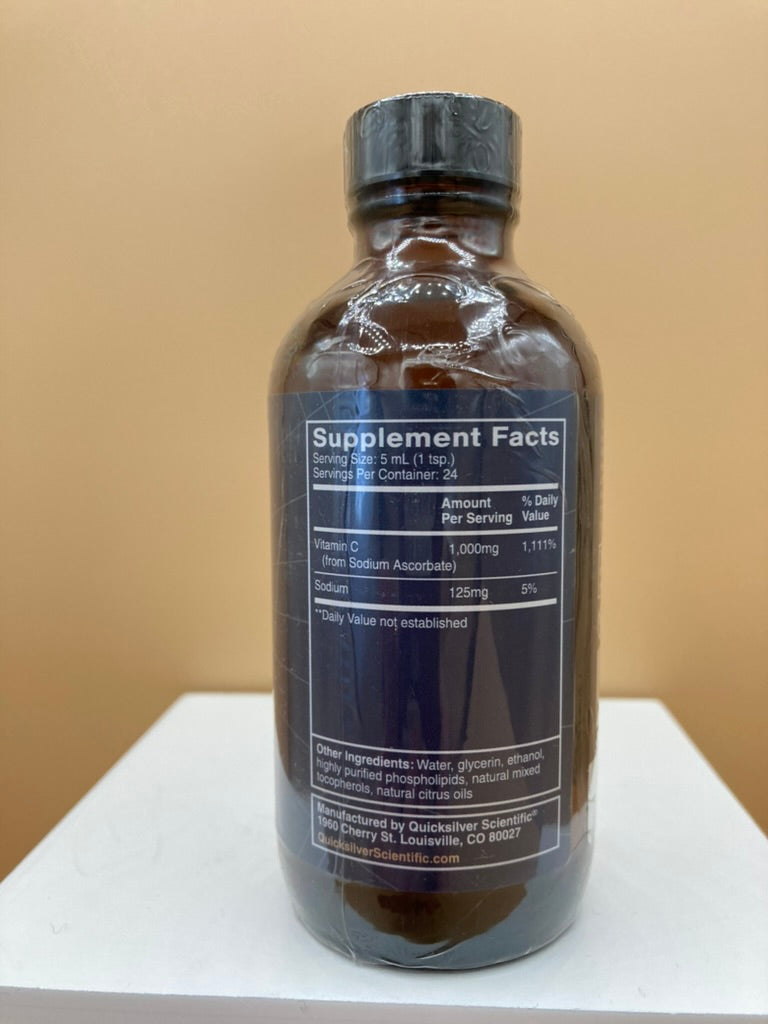 Supplement Facts
Serving Size: 5 mL (1 tsp.)
Servings Per Container: 24
Amount Per Serving % Daily Value
Vitamin C 1,000mg 1,111%
(from Sodium Ascorbate)
Sodium 125mg 5%
**Daily Value not established
Other Ingredients: Water, glycerin, ethanol,
highly purified phospholipids, natural mixed
tocopherols, natural citrus oils
Manufactured by Quicksilver Scientific®
1960 Cherry St. Louisville, CO 80027
QuicksilverScientific.com